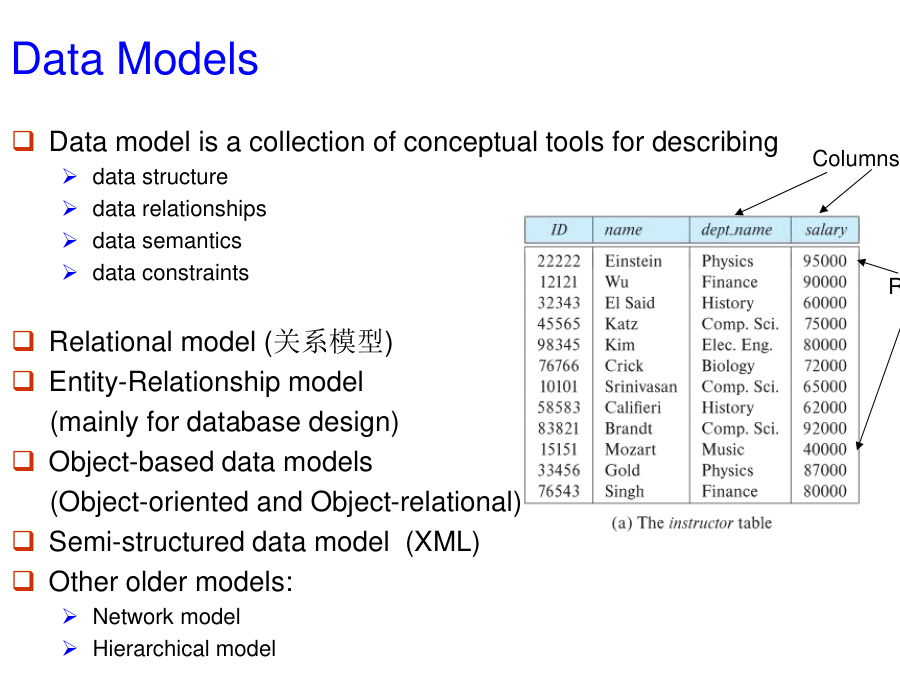 Data Models
Data model is a collection of conceptual tools for describing
data structure
data relationships
data semantics
data constraints
Relational model (关系模型)
Entity-Relationship model
(mainly for database design)
Object-based data models
(Object-oriented and Object-relational)
Semi-structured data model (XML)
Other older models:
Network model
Hierarchical model
Columns
ID name dept_name salary
22222 Einstein Physics 95000
12121 Wu Finance 90000
32343 El Said History 60000
45565 Katz Comp. Sci. 75000
98345 Kim Elec. Eng. 80000
76766 Crick Biology 72000
10101 Srinivasan Comp. Sci. 65000
58583 Califieri History 62000
83821 Brandt Comp. Sci. 92000
15151 Mozart Music 40000
33456 Gold Physics 87000
76543 Singh Finance 80000
(a) The instructor table